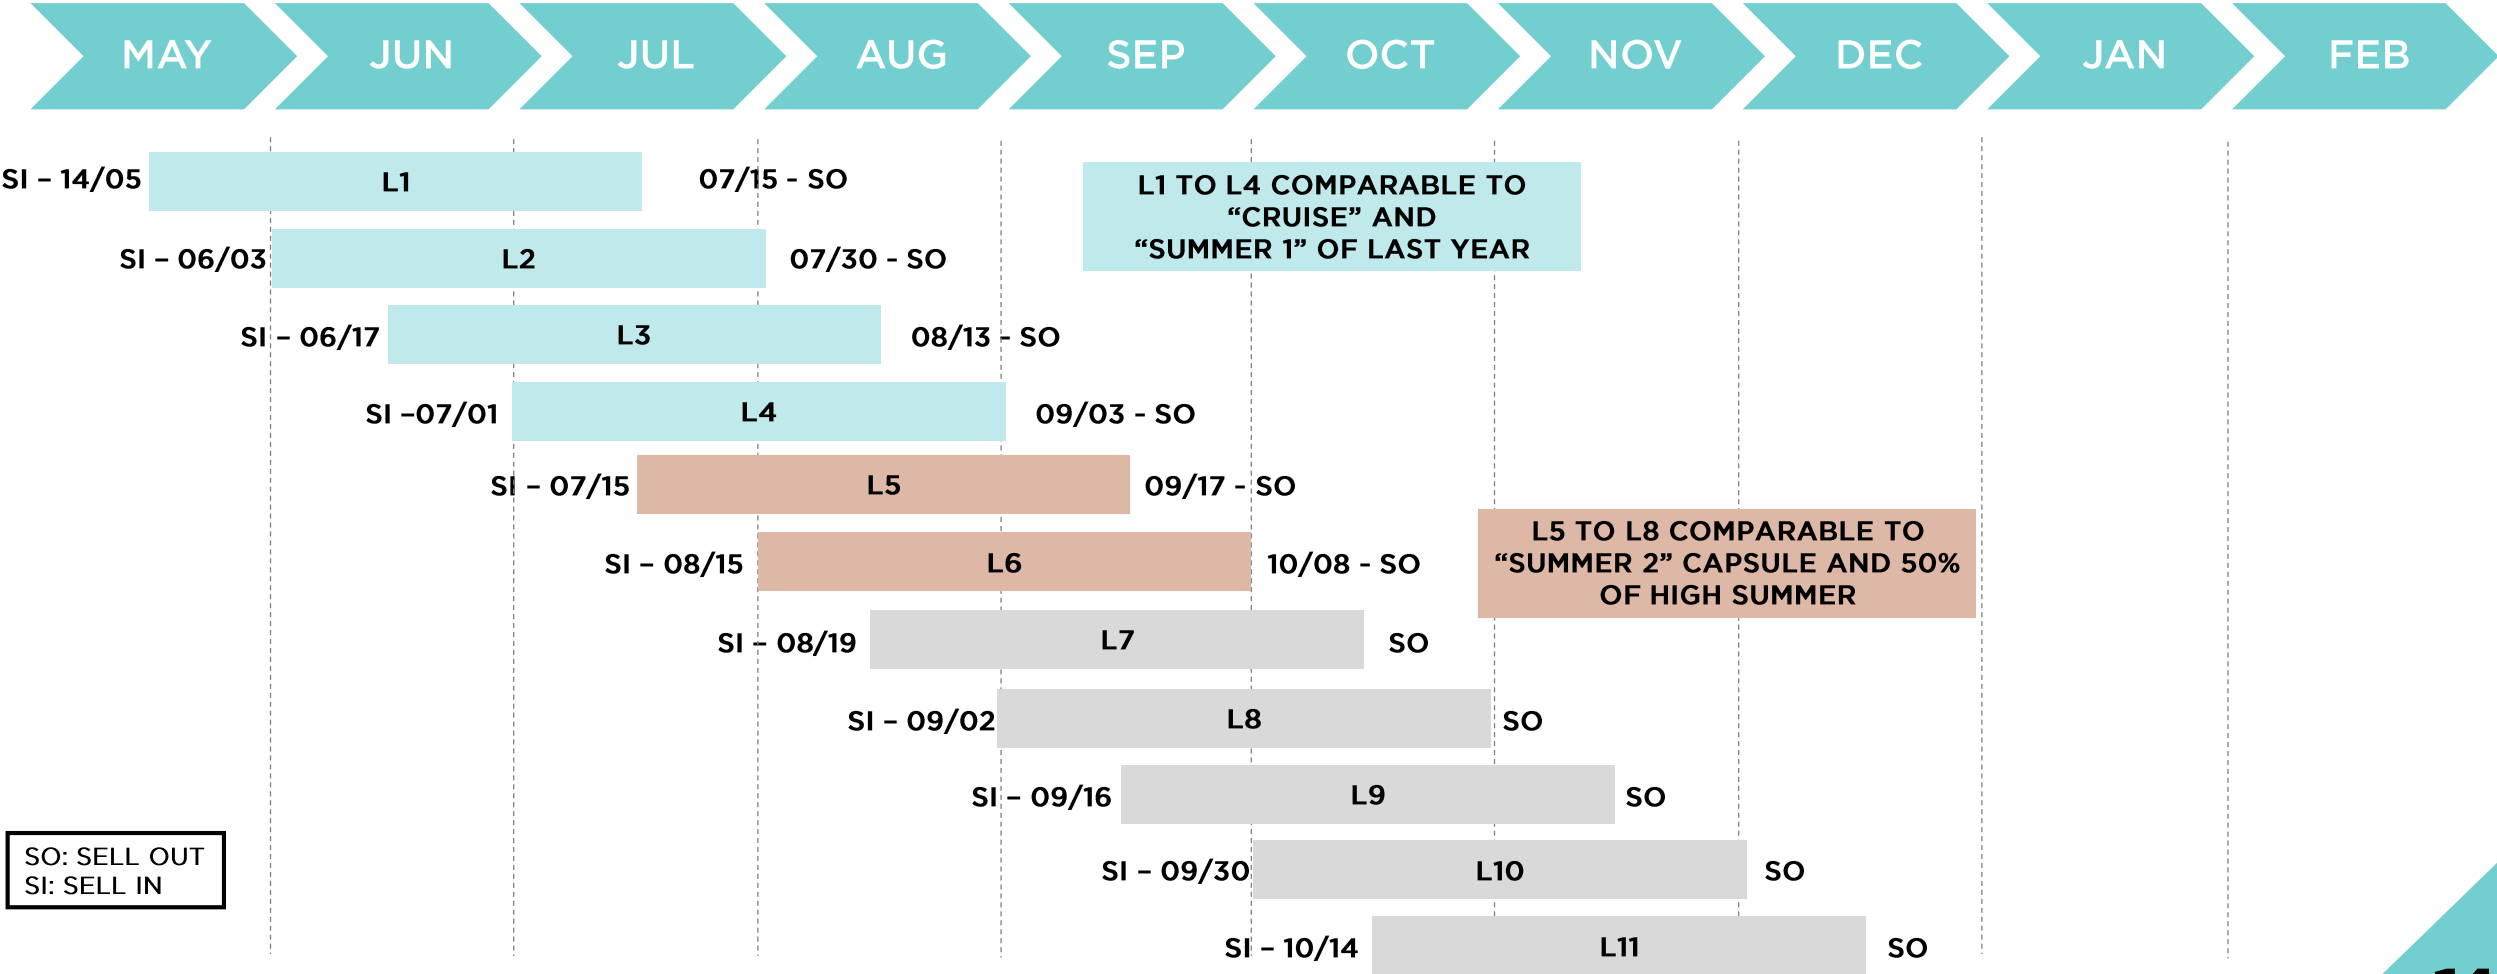 MAY JUN JUL AUG SEP OCT NOV DEC JAN FEB
SI – 14/05 L1 07/15 – SO
L1 TO L4 COMPARABLE TO
“CRUISE” AND
“SUMMER 1” OF LAST YEAR
SI – 06/03 L2 07/30 – SO
SI – 06/17 L3 08/13 – SO
SI –07/01 L4 09/03 – SO
SI – 07/15 L5 09/17 – SO
L5 TO L8 COMPARABLE TO
“SUMMER 2” CAPSULE AND 50%
OF HIGH SUMMER
SI – 08/15 L6 10/08 – SO
SI – 08/19 L7 SO
SI – 09/02 L8 SO
SI – 09/16 L9 SO
SI – 09/30 L10 SO
SI – 10/14 L11 SO
SO: SELL OUT
SI: SELL IN